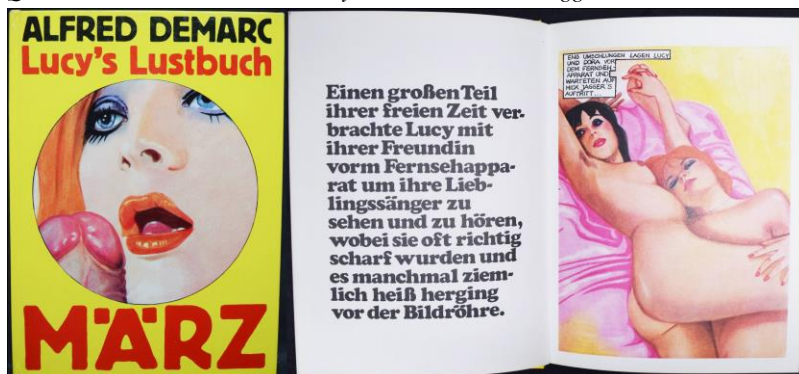 ALFRED DEMARC
Lucy's Lustbuch
MÄRZ
Einen großen Teil
ihrer freien Zeit ver-
brachte Lucy mit
ihrer Freundin
vorm Fernsehappa-
rat um ihre Lieb-
lingssänger zu
sehen und zu hören,
wobei sie oft richtig
scharf wurden und
es manchmal ziem-
lich heiß herging
vor der Bildröhre.
ENG UMSCHLUNGEN LAGEN LUCY
UND DORA VOR
DEM FERNSEH-
APPARAT UND
WARTETEN AUF
MICK JAGGER'S
AUFTRITT...